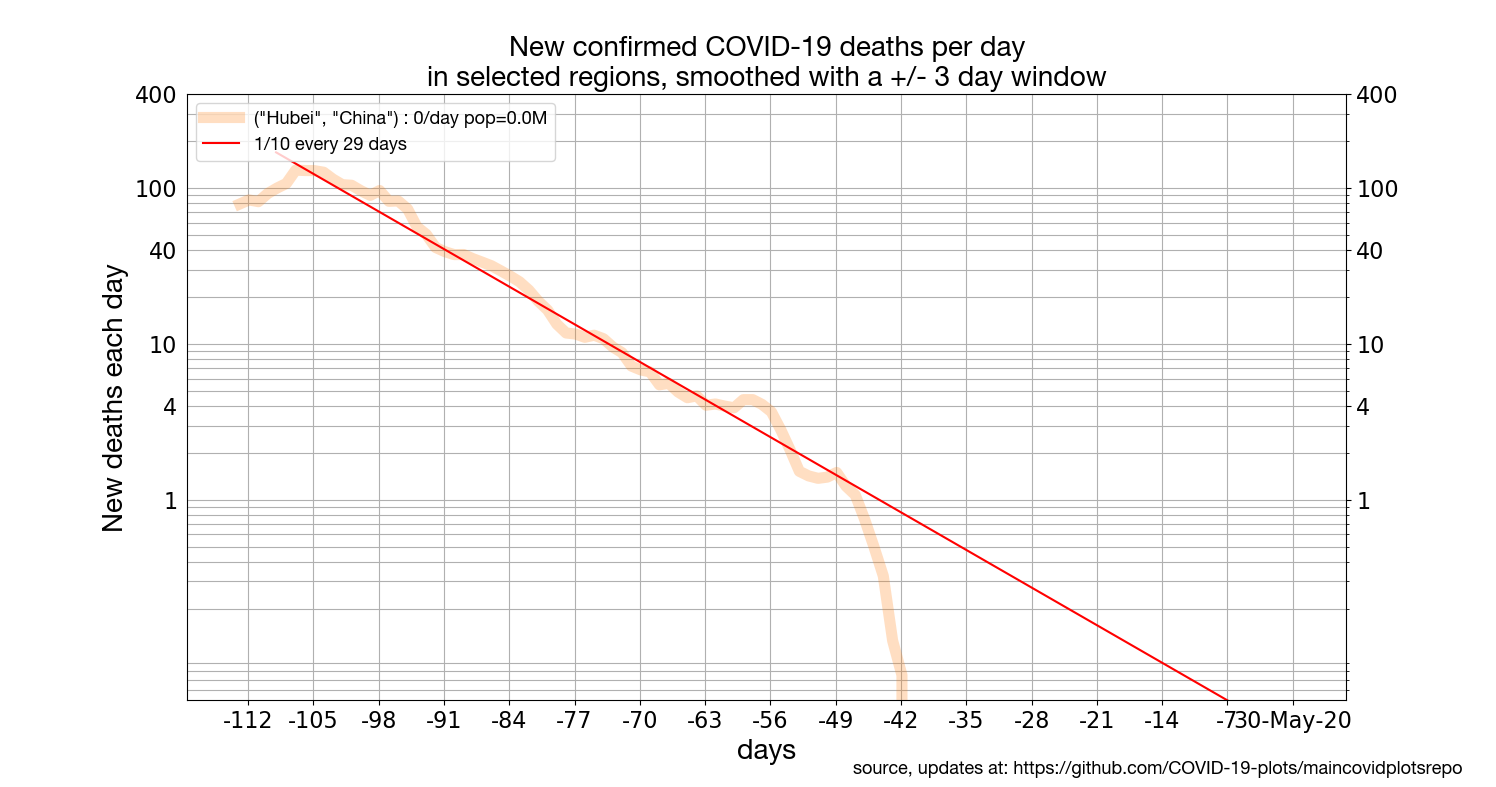 New confirmed COVID-19 deaths per day
in selected regions, smoothed with a +/- 3 day window
400
400
("Hubei", "China") : 0/day pop=0.0M
1/10 every 29 days
100
100
40
40
10
10
4
4
1
1
New deaths each day
-112 -105 -98 -91 -84 -77 -70 -63 -56 -49 -42 -35 -28 -21 -14 -7 30-May-20
days
source, updates at: https://github.com/COVID-19-plots/maincovidplotsrepo